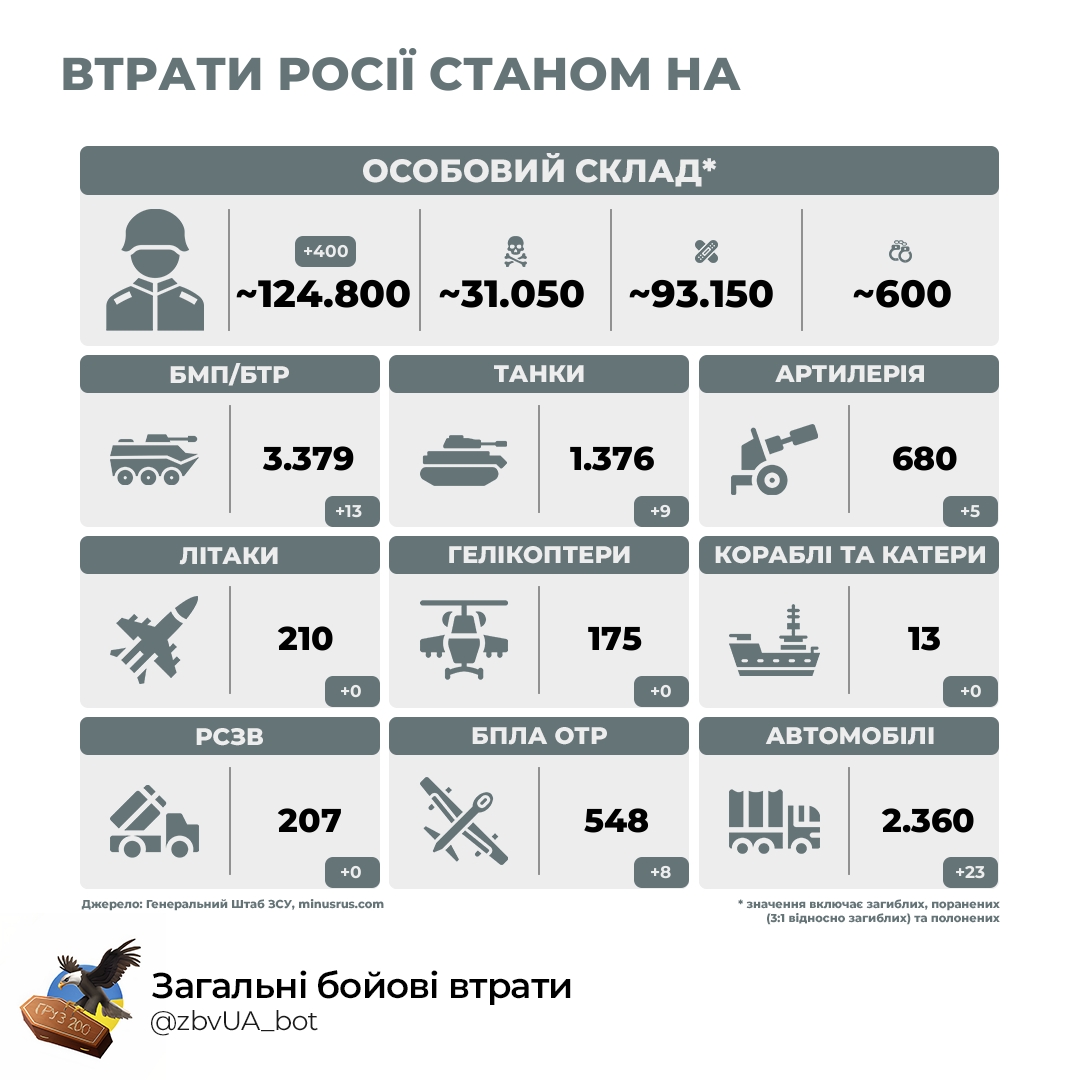 ВТРАТИ РОСІЇ СТАНОМ НА
ОСОБОВИЙ СКЛАД*
+400
~124.800 ~31.050 ~93.150 ~600
БМП/БТР ТАНКИ АРТИЛЕРІЯ
3.379 1.376 680
+13 +9 +5
ЛІТАКИ ГЕЛІКОПТЕРИ КОРАБЛІ ТА КАТЕРИ
210 175 13
+0 +0 +0
РСЗВ БПЛА ОТР АВТОМОБІЛІ
207 548 2.360
+0 +8 +23
Джерело: Генеральний Штаб ЗСУ, minusrus.com
* значення включає загиблих, поранених
(3:1 відносно загиблих) та полонених
Загальні бойові втрати
@zbvUA_bot
ГРУЗ 200